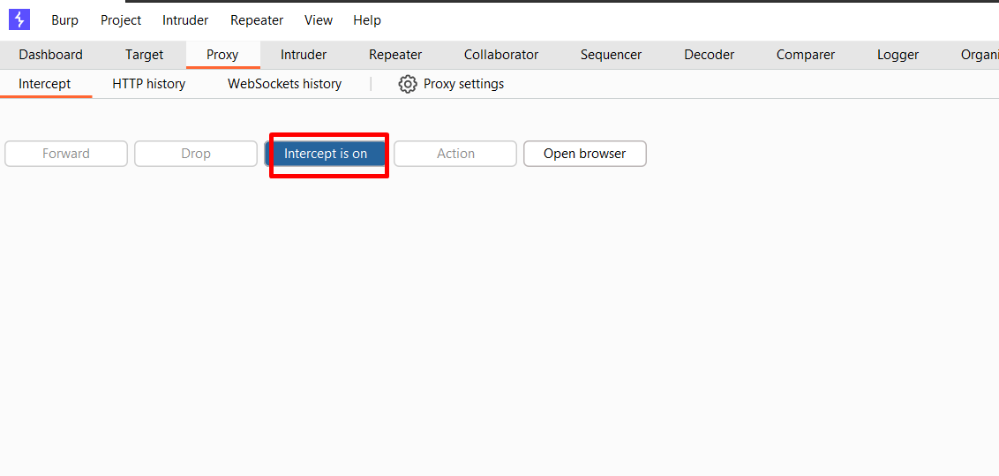 Burp Project Intruder Repeater View Help
Dashboard Target Proxy Intruder Repeater Collaborator Sequencer Decoder Comparer Logger Organi
Intercept HTTP history WebSockets history | Proxy settings
Forward Drop Intercept is on Action Open browser